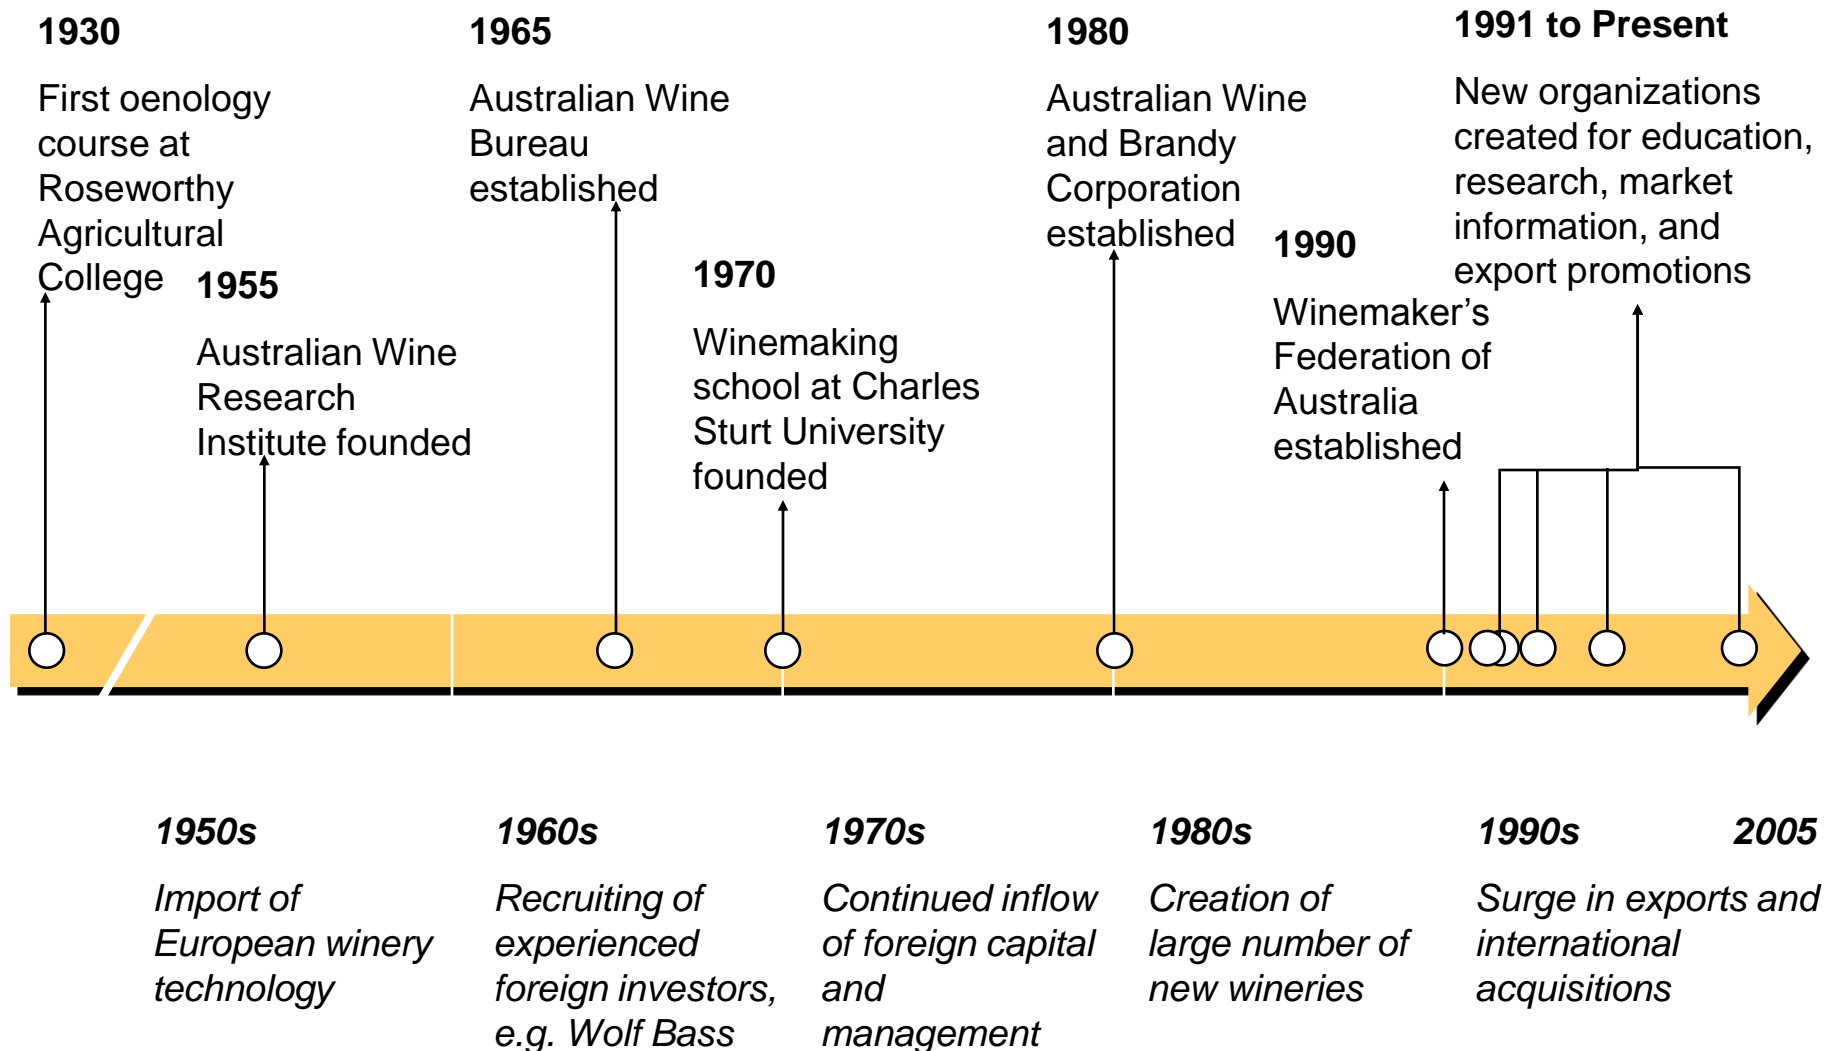 1930
First oenology
course at
Roseworthy
Agricultural
College
1955
Australian Wine
Research
Institute founded
1965
Australian Wine
Bureau
established
1970
Winemaking
school at Charles
Sturt University
founded
1980
Australian Wine
and Brandy
Corporation
established
1990
Winemaker’s
Federation of
Australia
established
1991 to Present
New organizations
created for education,
research, market
information, and
export promotions
1950s
Import of
European winery
technology
1960s
Recruiting of
experienced
foreign investors,
e.g. Wolf Bass
1970s
Continued inflow
of foreign capital
and
management
1980s
Creation of
large number of
new wineries
1990s 2005
Surge in exports and
international
acquisitions